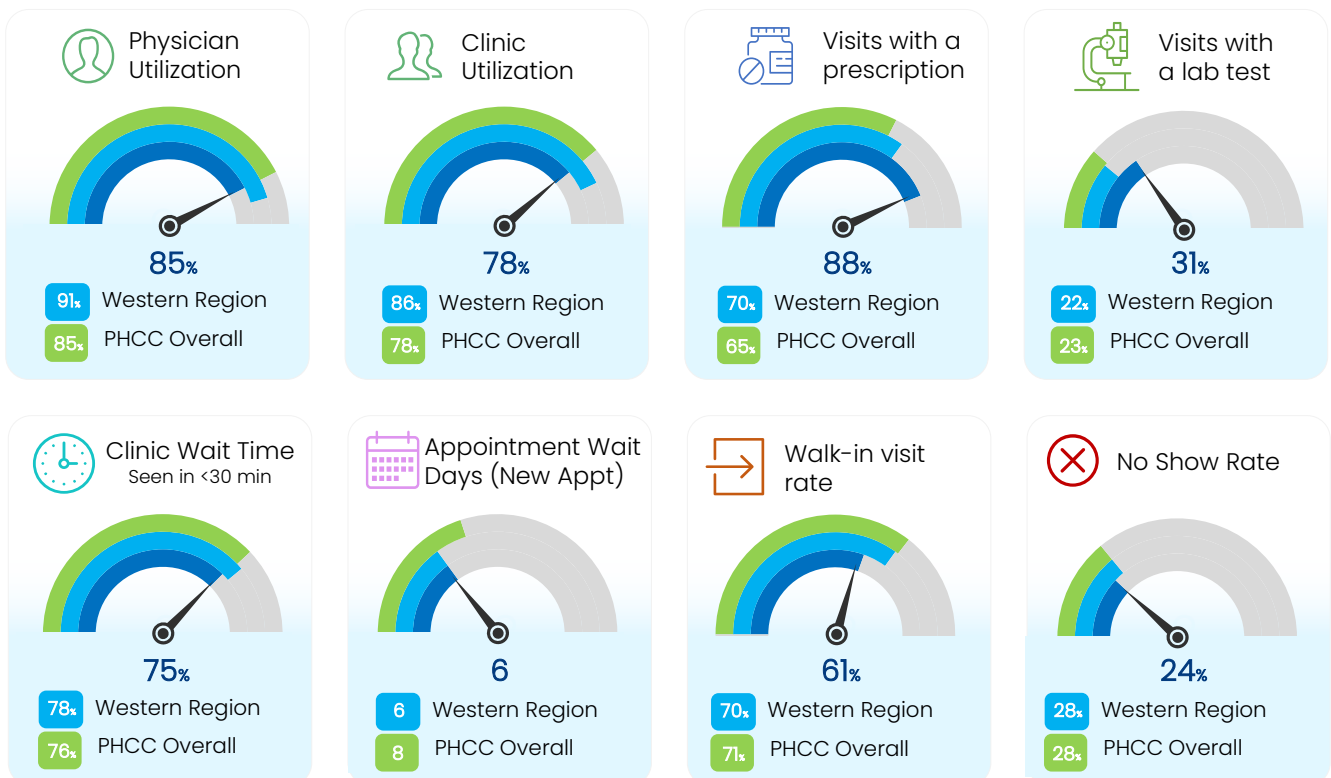 Physician
Utilization
85%
91% Western Region
85% PHCC Overall
Clinic
Utilization
78%
86% Western Region
78% PHCC Overall
Visits with a
prescription
88%
70% Western Region
65% PHCC Overall
Visits with
a lab test
31%
22% Western Region
23% PHCC Overall
Clinic Wait Time
Seen in <30 min
75%
78% Western Region
76% PHCC Overall
Appointment Wait
Days (New Appt)
6
6 Western Region
8 PHCC Overall
Walk-in visit
rate
61%
70% Western Region
71% PHCC Overall
No Show Rate
24%
28% Western Region
28% PHCC Overall